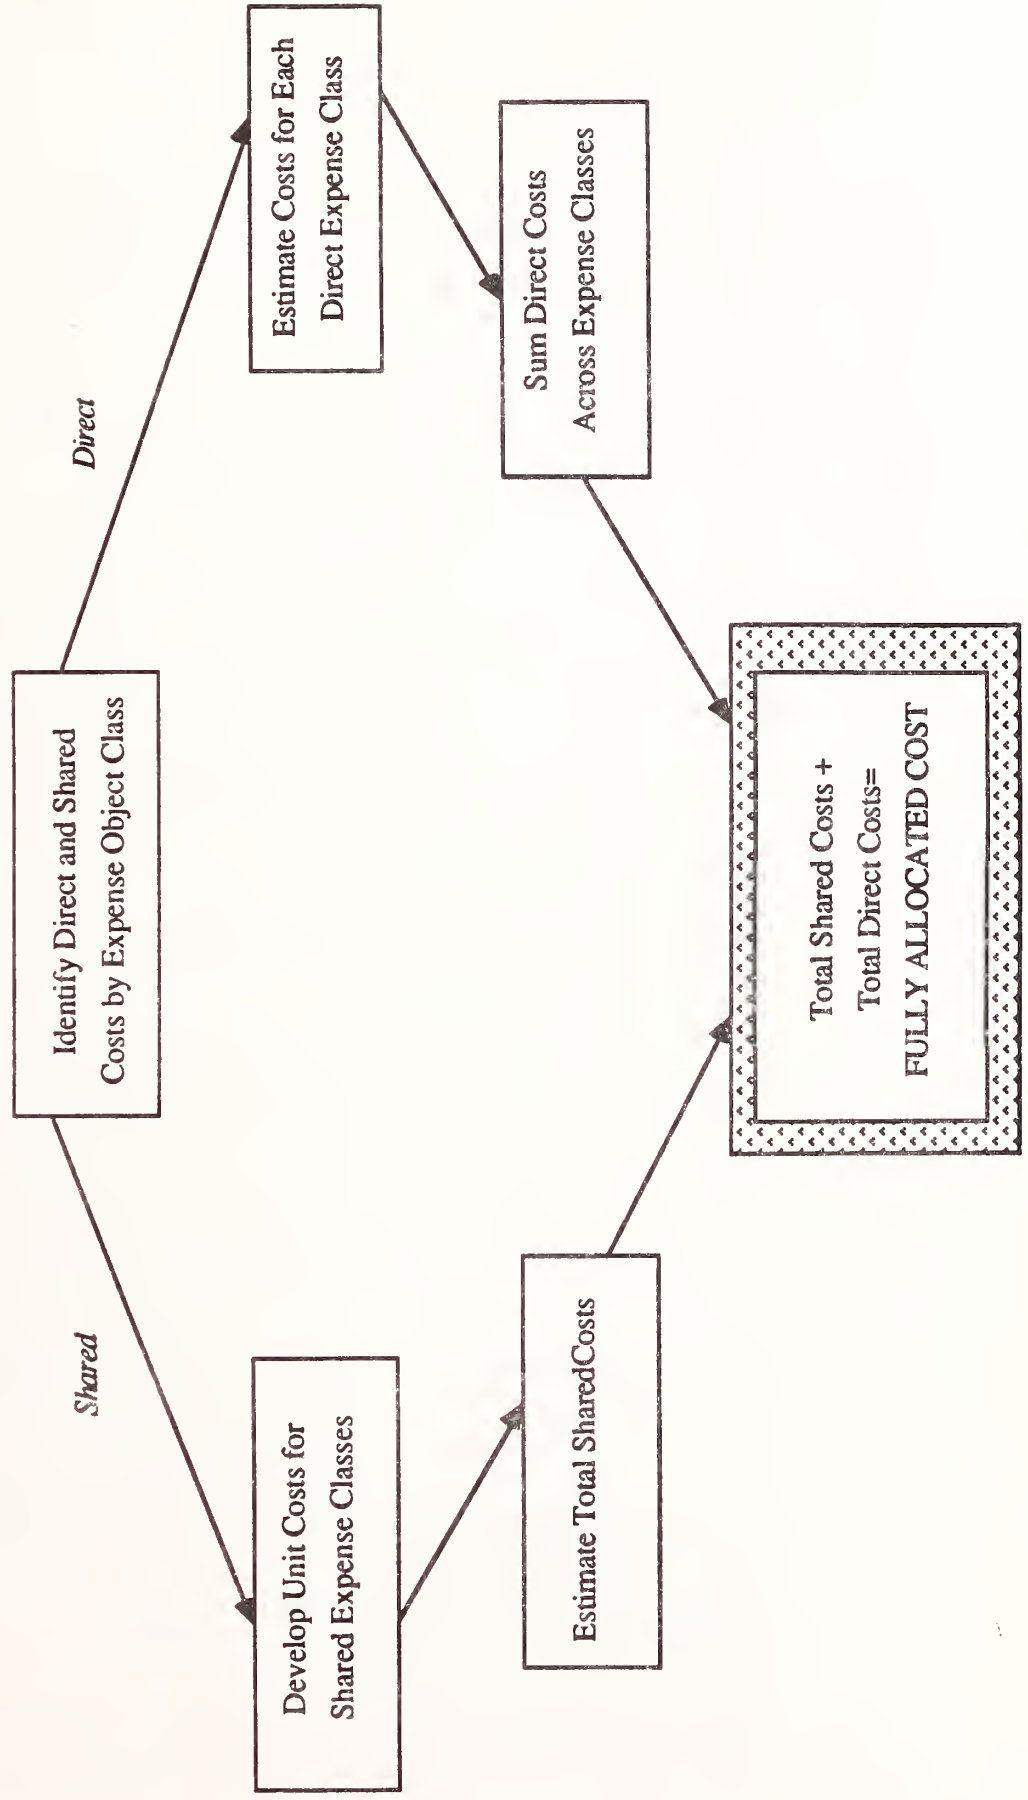 Identify Direct and Shared
Costs by Expense Object Class
Shared
Direct
Develop Unit Costs for
Shared Expense Classes
Estimate Costs for Each
Direct Expense Class
Estimate Total SharedCosts
Sum Direct Costs
Across Expense Classes
Total Shared Costs +
Total Direct Costs=
FULLY ALLOCATED COST